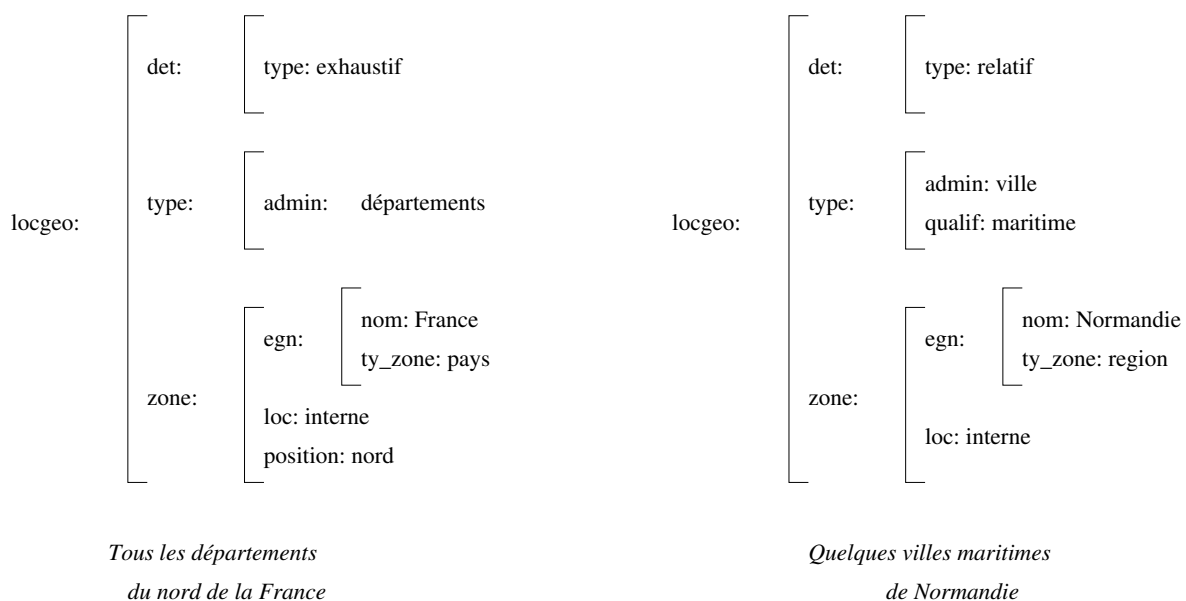 locgeo:
det:
type: exhaustif
type:
admin: départements
zone:
egn:
nom: France
ty_zone: pays
loc: interne
position: nord
Tous les départements
du nord de la France
locgeo:
det:
type: relatif
type:
admin: ville
qualif: maritime
zone:
egn:
nom: Normandie
ty_zone: region
loc: interne
Quelques villes maritimes
de Normandie